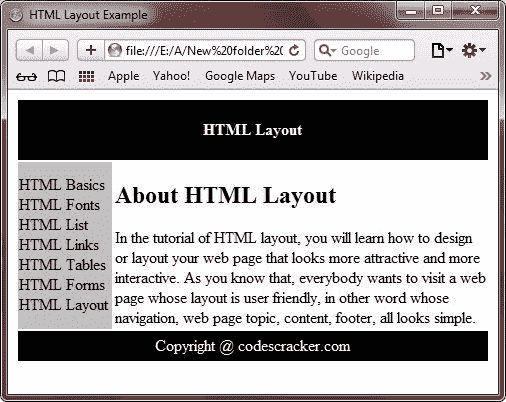 HTML Layout Example
file:///E:/A/New%20folder%20
Google
Apple Yahoo! Google Maps YouTube Wikipedia
HTML Layout
HTML Basics
HTML Fonts
HTML List
HTML Links
HTML Tables
HTML Forms
HTML Layout
About HTML Layout
In the tutorial of HTML layout, you will learn how to design
or layout your web page that looks more attractive and more
interactive. As you know that, everybody wants to visit a web
page whose layout is user friendly, in other word whose
navigation, web page topic, content, footer, all looks simple.
Copyright @ codescracker.com